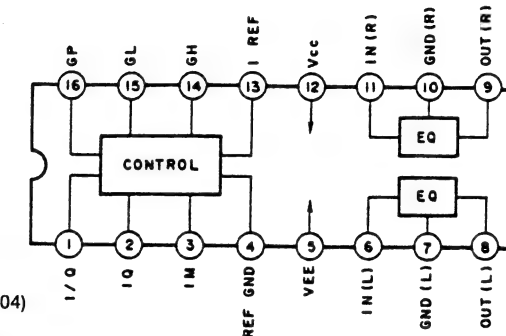 GP
GL
GH
I REF
Vcc
IN(R)
GND(R)
OUT(R)
16
15
14
13
12
11
10
9
CONTROL
EQ
EQ
1
2
3
4
5
6
7
8
I/Q
IQ
IM
REF GND
VEE
IN(L)
GND(L)
OUT(L)
04)